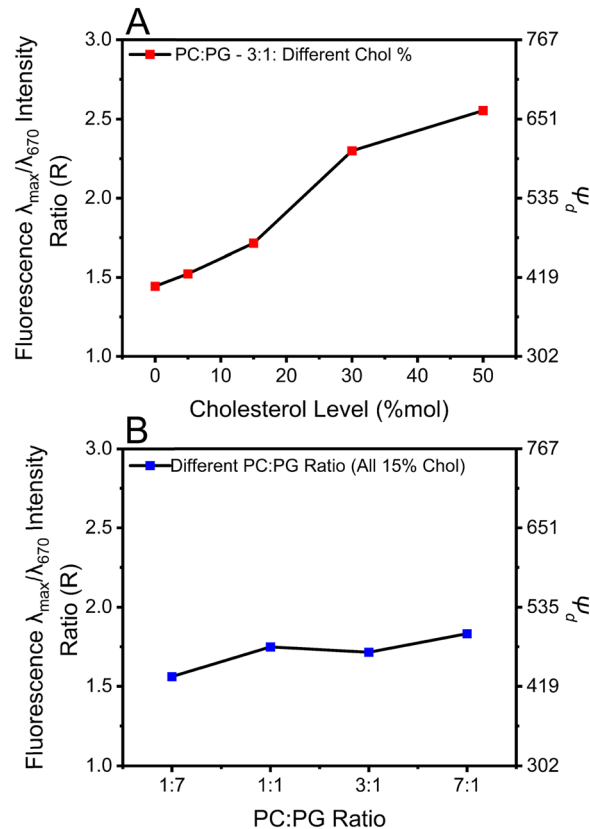 A
PC:PG - 3:1: Different Chol %
Fluorescence λmax/λ670 Intensity
Ratio (R)
3.0
2.5
2.0
1.5
1.0
767
651
535
419
302
Ψd
0
10
20
30
40
50
Cholesterol Level (%mol)
B
Different PC:PG Ratio (All 15% Chol)
Fluorescence λmax/λ670 Intensity
Ratio (R)
3.0
2.5
2.0
1.5
1.0
767
651
535
419
302
Ψd
1:7
1:1
3:1
7:1
PC:PG Ratio